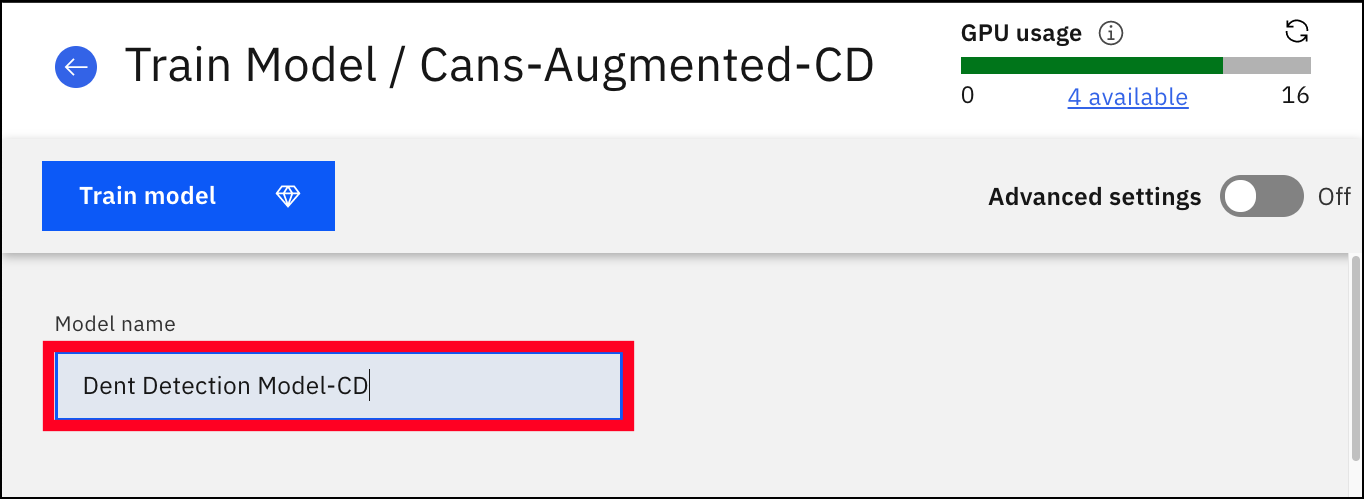 Train Model / Cans-Augmented-CD
GPU usage
0
4 available
16
Train model
Advanced settings
Off
Model name
Dent Detection Model-CD